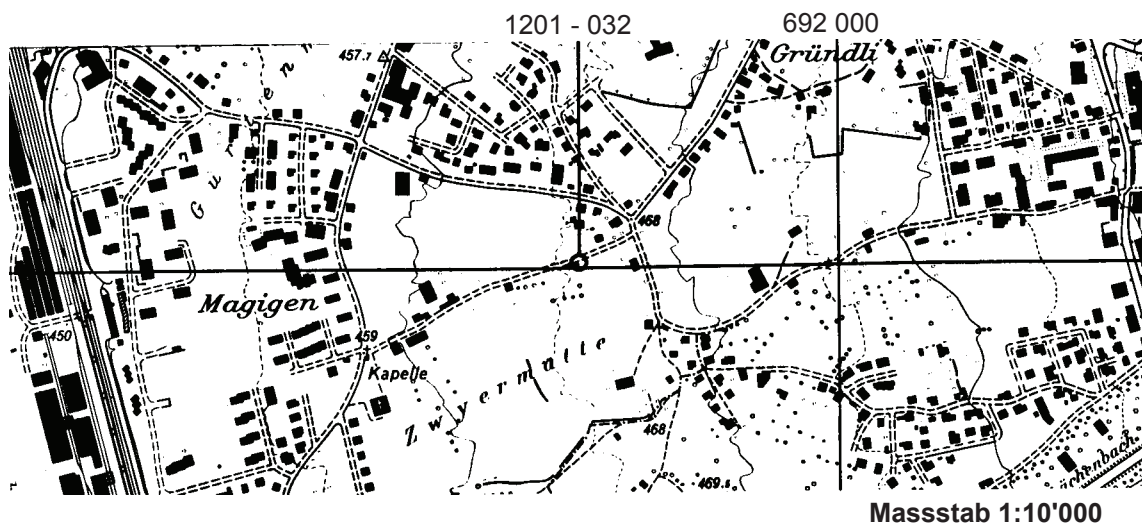 1201 - 032
692 000
Gründli
457.7
468
Magigen
450
459
Kapelle
Zwyermatte
468
469.5
chenbach
Massstab 1:10'000